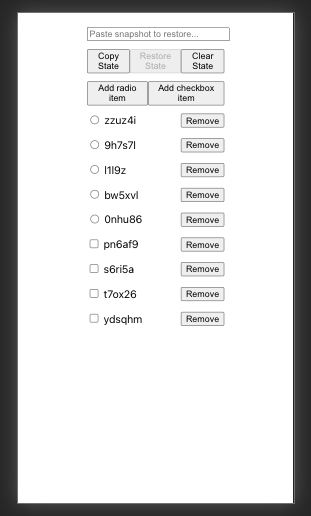 Paste snapshot to restore...
Copy State
Restore State
Clear State
Add radio item
Add checkbox item
zzuz4i Remove
9h7s7l Remove
l1l9z Remove
bw5xvl Remove
0nhu86 Remove
pn6af9 Remove
s6ri5a Remove
t7ox26 Remove
ydsqhm Remove